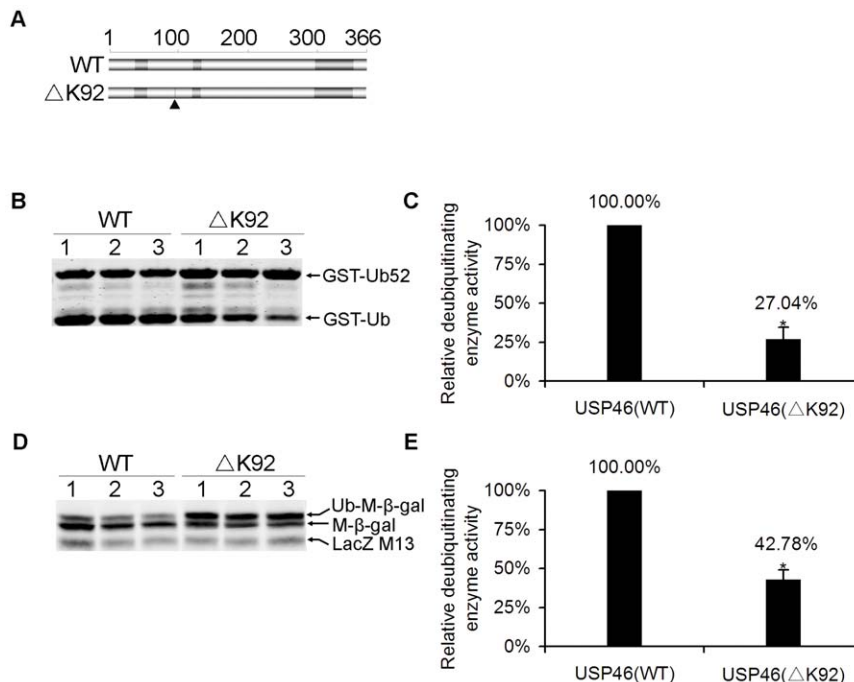 A
1 100 200 300 366
WT
△K92
B
WT △K92
1 2 3 1 2 3
GST-Ub52
GST-Ub
C
Relative deubiquitinating
enzyme activity
100%
75%
50%
25%
0%
100.00%
27.04%
*
USP46(WT) USP46(△K92)
D
WT △K92
1 2 3 1 2 3
Ub-M-β-gal
M-β-gal
LacZ M13
E
Relative deubiquitinating
enzyme activity
100%
75%
50%
25%
0%
100.00%
42.78%
*
USP46(WT) USP46(△K92)